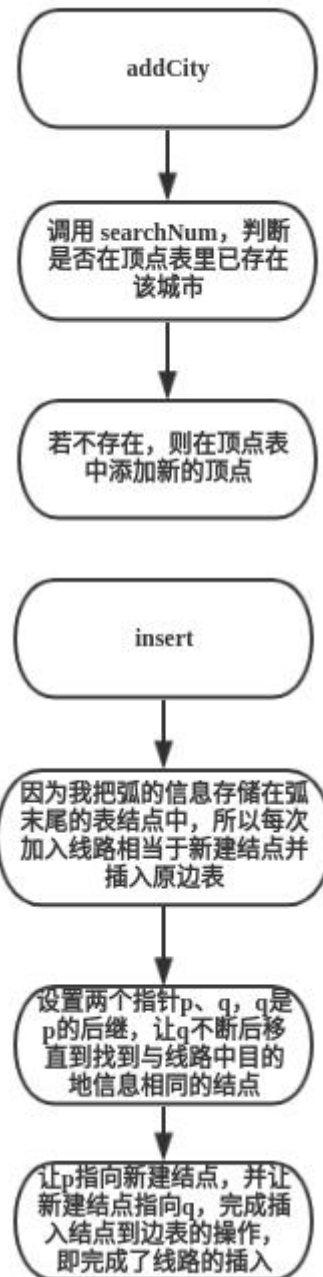 addCity
调用 searchNum，判断
是否在顶点表里已存在
该城市
若不存在，则在顶点表
中添加新的顶点
insert
因为我把弧的信息存储在弧
末尾的表结点中，所以每次
加入线路相当于新建结点并
插入原边表
设置两个指针p、q，q是
p的后继，让q不断后移
直到找到与线路中目的
地信息相同的结点
让p指向新建结点，并让
新建结点指向q，完成插
入结点到边表的操作，
即完成了线路的插入